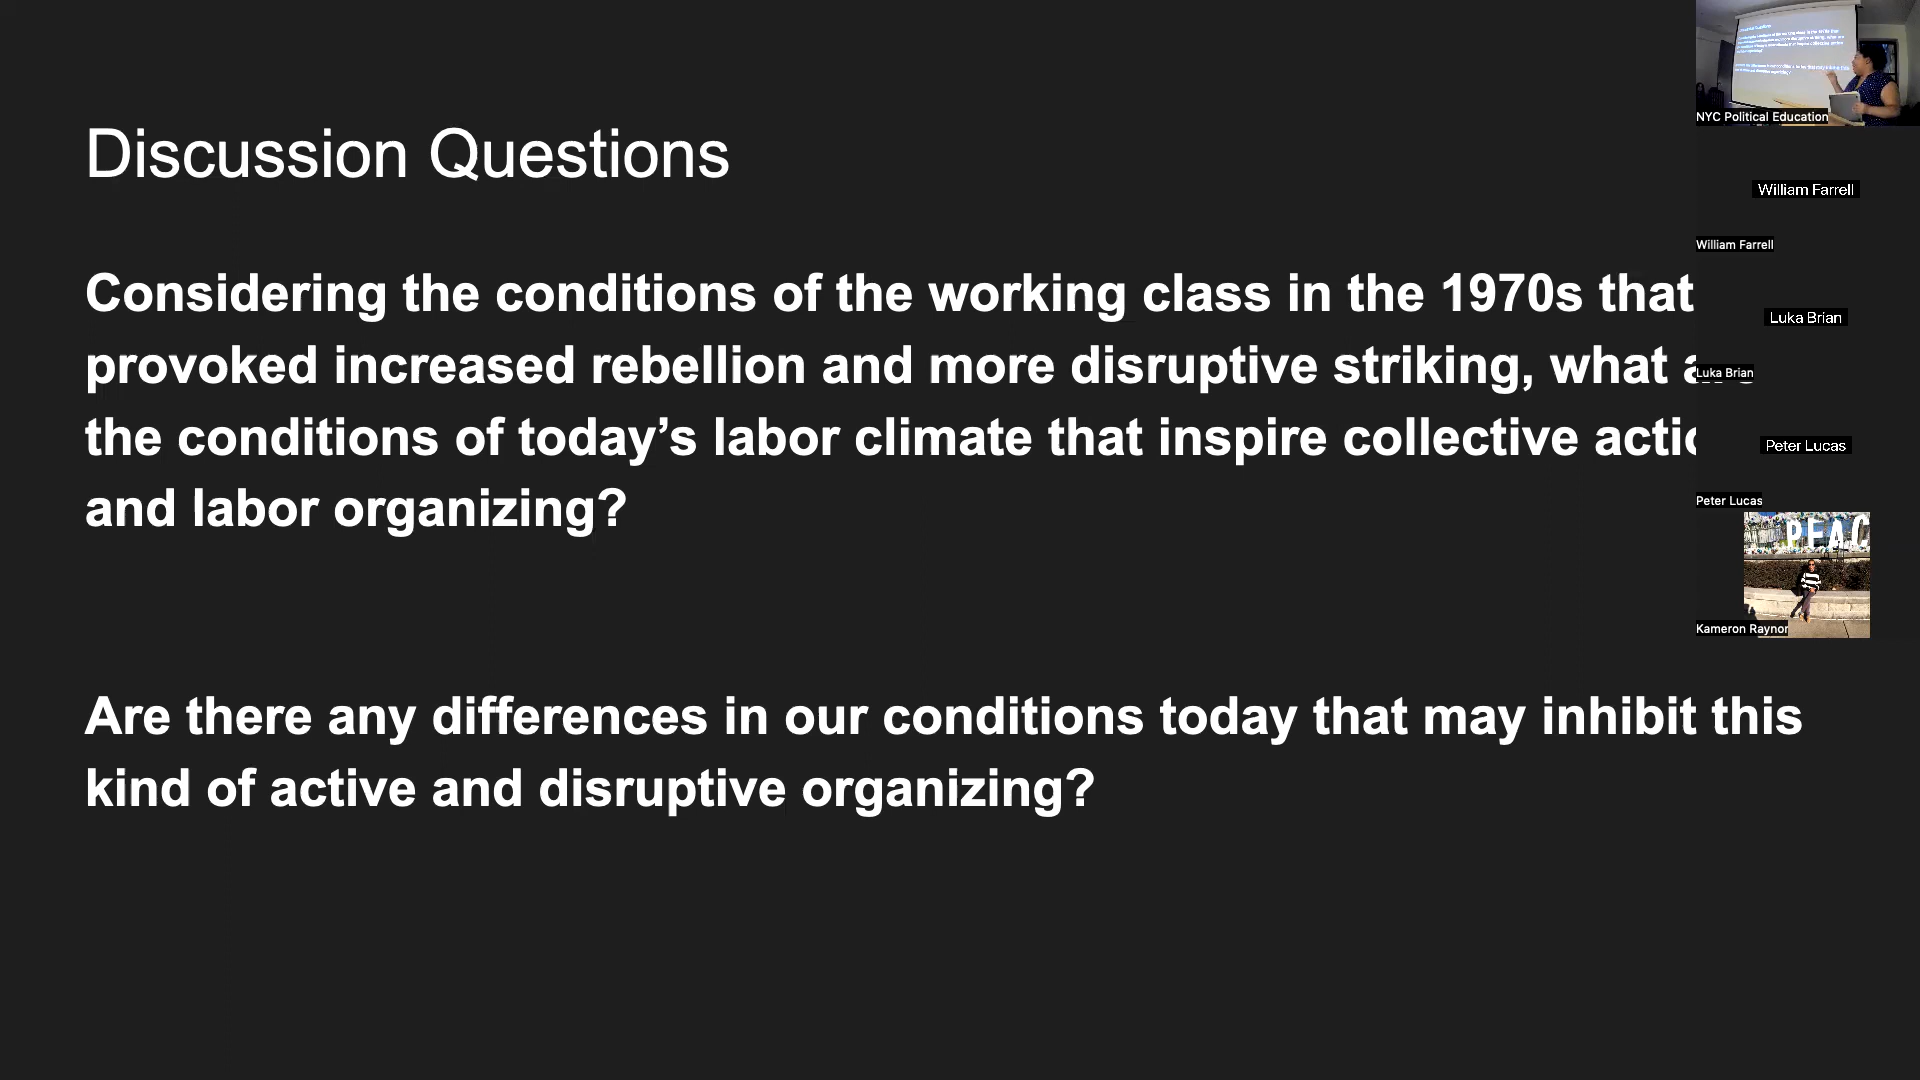 Discussion Questions
Considering the conditions of the working class in the 1970s that
provoked increased rebellion and more disruptive striking, what are
the conditions of today’s labor climate that inspire collective actio
and labor organizing?
Are there any differences in our conditions today that may inhibit this
kind of active and disruptive organizing?
NYC Political Education
William Farrell
William Farrell
Luka Brian
Luka Brian
Peter Lucas
Peter Lucas
PEAC
Kameron Raynor